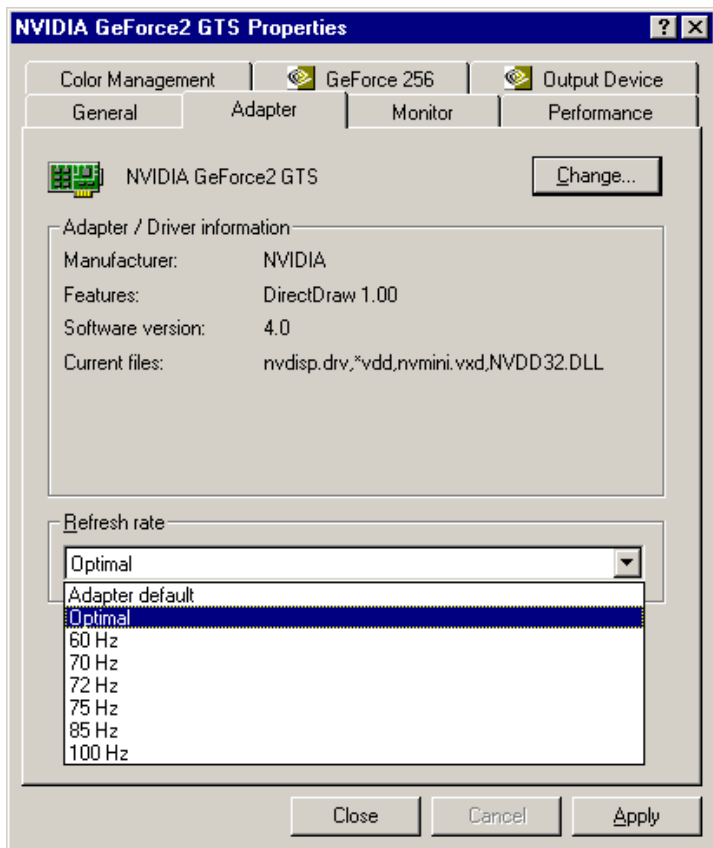 NVIDIA GeForce2 GTS Properties
Color Management GeForce 256 Output Device
General Adapter Monitor Performance
NVIDIA GeForce2 GTS Change...
Adapter / Driver information
Manufacturer: NVIDIA
Features: DirectDraw 1.00
Software version: 4.0
Current files: nvdisp.drv,*vdd,nvmini.vxd,NVDD32.DLL
Refresh rate
Optimal
Adapter default
Optimal
60 Hz
70 Hz
72 Hz
75 Hz
85 Hz
100 Hz
Close Cancel Apply